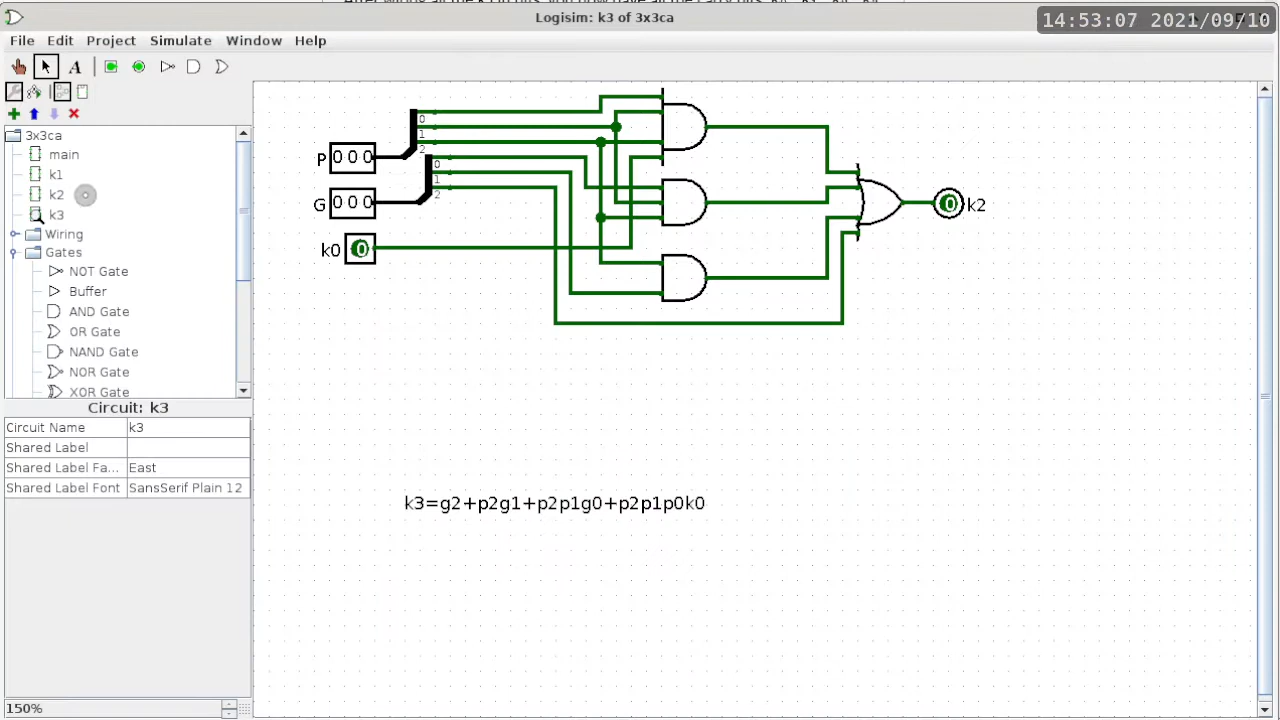 Logisim: k3 of 3x3ca
14:53:07 2021/09/10
File Edit Project Simulate Window Help
A
3x3ca
main
k1
k2
k3
Wiring
Gates
NOT Gate
Buffer
AND Gate
OR Gate
NAND Gate
NOR Gate
XOR Gate
Circuit: k3
Circuit Name k3
Shared Label
Shared Label Fa... East
Shared Label Font SansSerif Plain 12
150%
P 0 0 0
0
1
2
G 0 0 0
0
1
2
k0 0
0 k2
k3=g2+p2g1+p2p1g0+p2p1p0k0